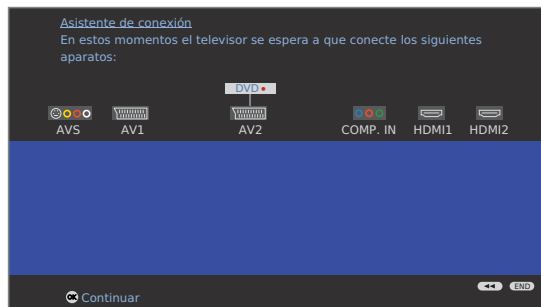 Asistente de conexión
En estos momentos el televisor se espera a que conecte los siguientes
aparatos:
DVD
AVS AV1 AV2 COMP. IN HDMI1 HDMI2
OK Continuar
END